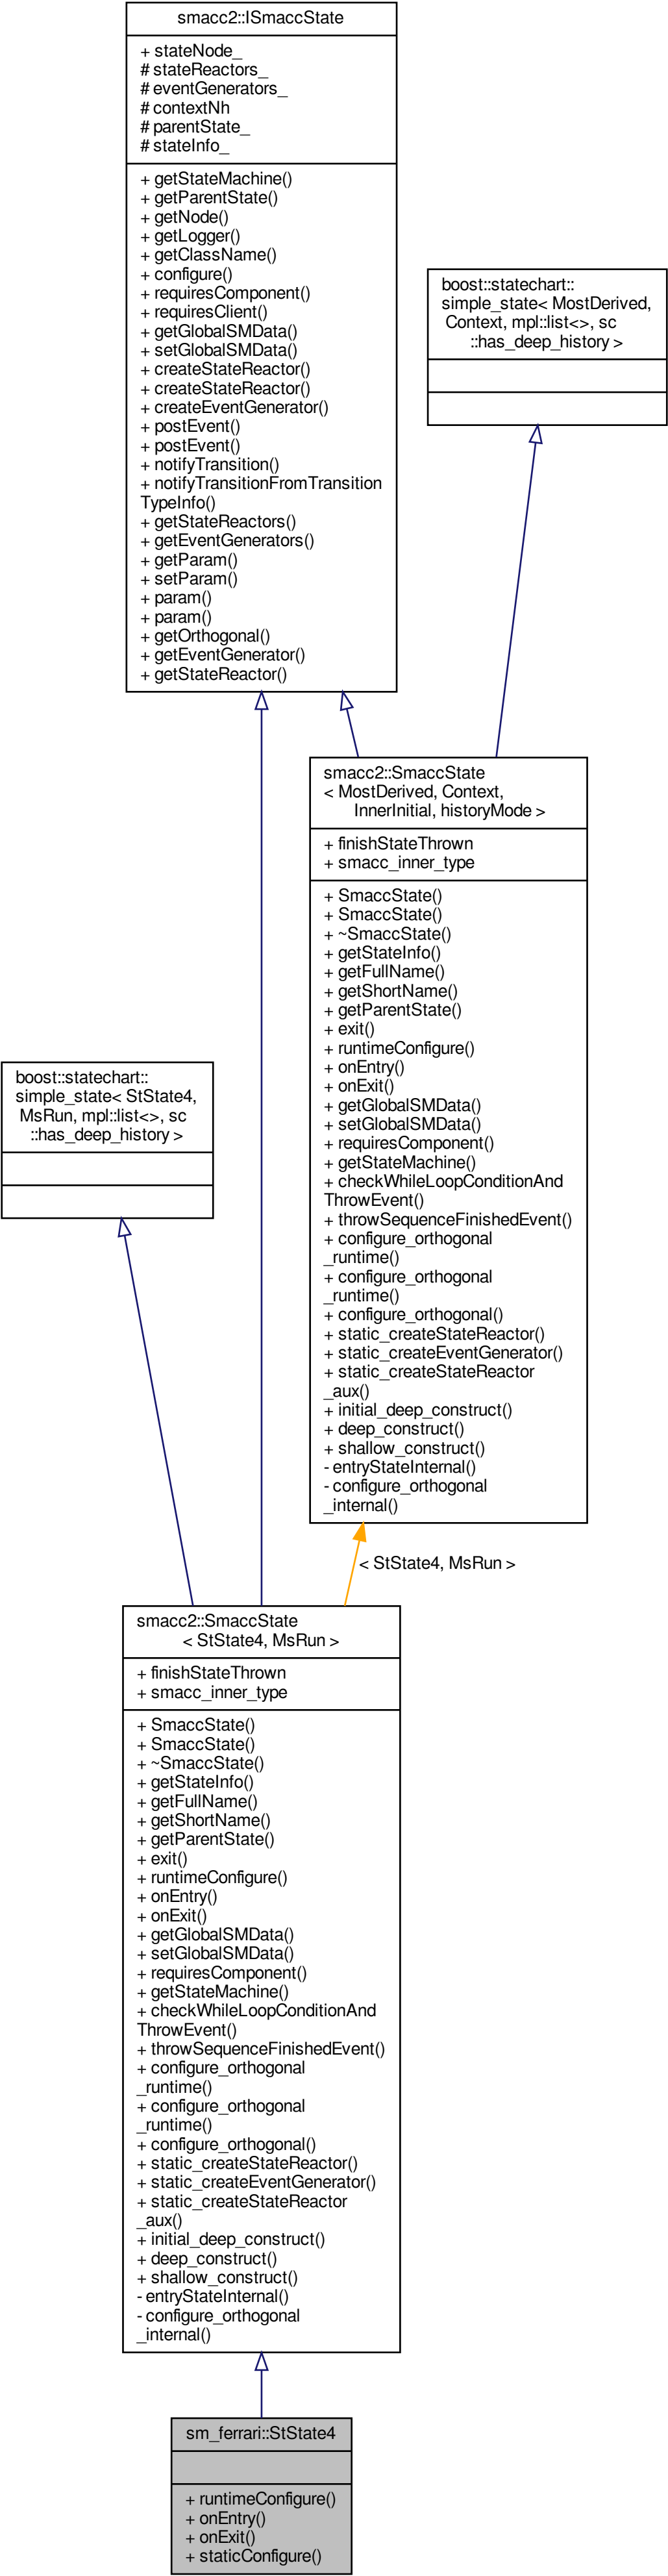 smacc2::ISmaccState
+ stateNode_
# stateReactors_
# eventGenerators_
# contextNh
# parentState_
# stateInfo_
+ getStateMachine()
+ getParentState()
+ getNode()
+ getLogger()
+ getClassName()
+ configure()
+ requiresComponent()
+ requiresClient()
+ getGlobalSMData()
+ setGlobalSMData()
+ createStateReactor()
+ createStateReactor()
+ createEventGenerator()
+ postEvent()
+ postEvent()
+ notifyTransition()
+ notifyTransitionFromTransition
TypeInfo()
+ getStateReactors()
+ getEventGenerators()
+ getParam()
+ setParam()
+ param()
+ param()
+ getOrthogonal()
+ getEventGenerator()
+ getStateReactor()
boost::statechart::
simple_state< MostDerived,
Context, mpl::list<>, sc
::has_deep_history >
smacc2::SmaccState
< MostDerived, Context,
InnerInitial, historyMode >
+ finishStateThrown
+ smacc_inner_type
+ SmaccState()
+ SmaccState()
+ ~SmaccState()
+ getStateInfo()
+ getFullName()
+ getShortName()
+ getParentState()
+ exit()
+ runtimeConfigure()
+ onEntry()
+ onExit()
+ getGlobalSMData()
+ setGlobalSMData()
+ requiresComponent()
+ getStateMachine()
+ checkWhileLoopConditionAnd
ThrowEvent()
+ throwSequenceFinishedEvent()
+ configure_orthogonal
_runtime()
+ configure_orthogonal
_runtime()
+ configure_orthogonal()
+ static_createStateReactor()
+ static_createEventGenerator()
+ static_createStateReactor
_aux()
+ initial_deep_construct()
+ deep_construct()
+ shallow_construct()
- entryStateInternal()
- configure_orthogonal
_internal()
boost::statechart::
simple_state< StState4,
MsRun, mpl::list<>, sc
::has_deep_history >
< StState4, MsRun >
smacc2::SmaccState
< StState4, MsRun >
+ finishStateThrown
+ smacc_inner_type
+ SmaccState()
+ SmaccState()
+ ~SmaccState()
+ getStateInfo()
+ getFullName()
+ getShortName()
+ getParentState()
+ exit()
+ runtimeConfigure()
+ onEntry()
+ onExit()
+ getGlobalSMData()
+ setGlobalSMData()
+ requiresComponent()
+ getStateMachine()
+ checkWhileLoopConditionAnd
ThrowEvent()
+ throwSequenceFinishedEvent()
+ configure_orthogonal
_runtime()
+ configure_orthogonal
_runtime()
+ configure_orthogonal()
+ static_createStateReactor()
+ static_createEventGenerator()
+ static_createStateReactor
_aux()
+ initial_deep_construct()
+ deep_construct()
+ shallow_construct()
- entryStateInternal()
- configure_orthogonal
_internal()
sm_ferrari::StState4
+ runtimeConfigure()
+ onEntry()
+ onExit()
+ staticConfigure()